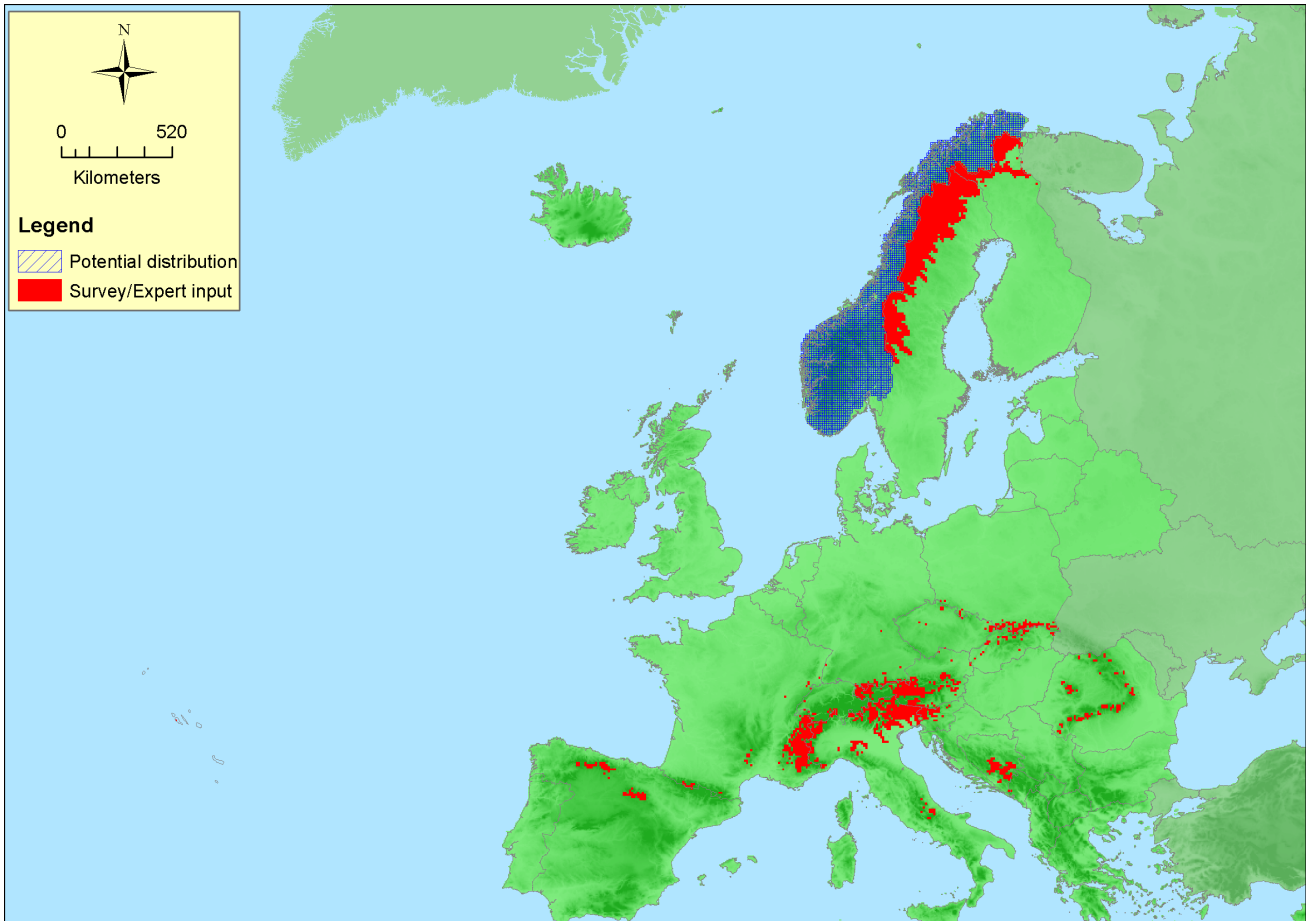 N
0 520
Kilometers
Legend
Potential distribution
Survey/Expert input